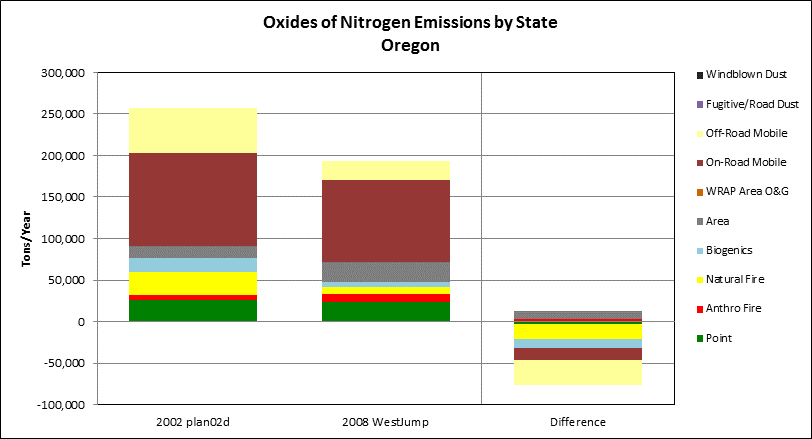 Oxides of Nitrogen Emissions by State
Oregon
Tons/Year
300,000
250,000
200,000
150,000
100,000
50,000
0
-50,000
-100,000
2002 plan02d
2008 WestJump
Difference
Windblown Dust
Fugitive/Road Dust
Off-Road Mobile
On-Road Mobile
WRAP Area O&G
Area
Biogenics
Natural Fire
Anthro Fire
Point